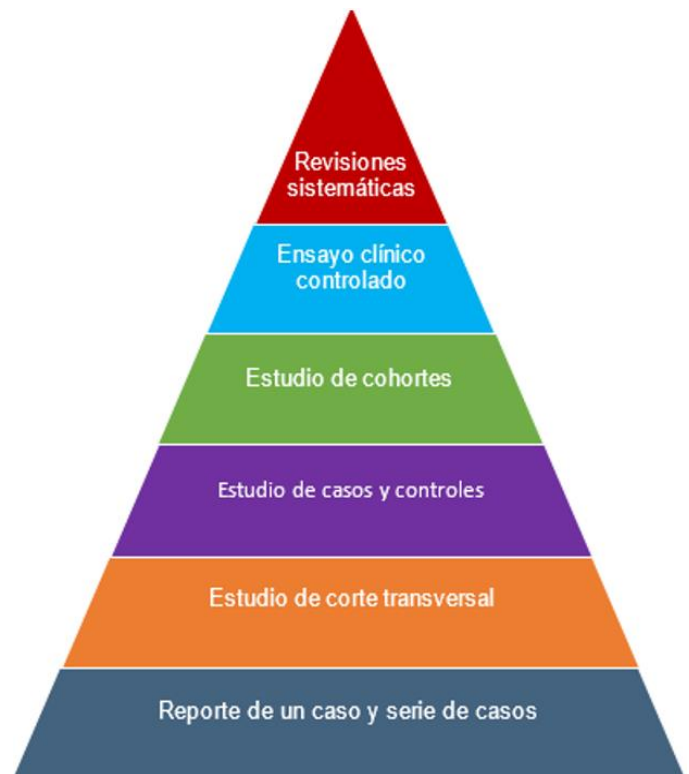 Revisiones
sistemáticas
Ensayo clínico
controlado
Estudio de cohortes
Estudio de casos y controles
Estudio de corte transversal
Reporte de un caso y serie de casos